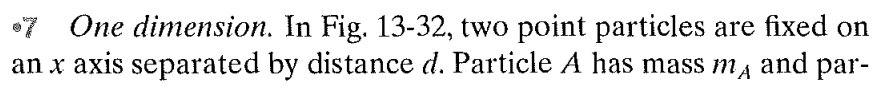 •7 One dimension. In Fig. 13-32, two point particles are fixed on
an x axis separated by distance d. Particle A has mass m_A and par-